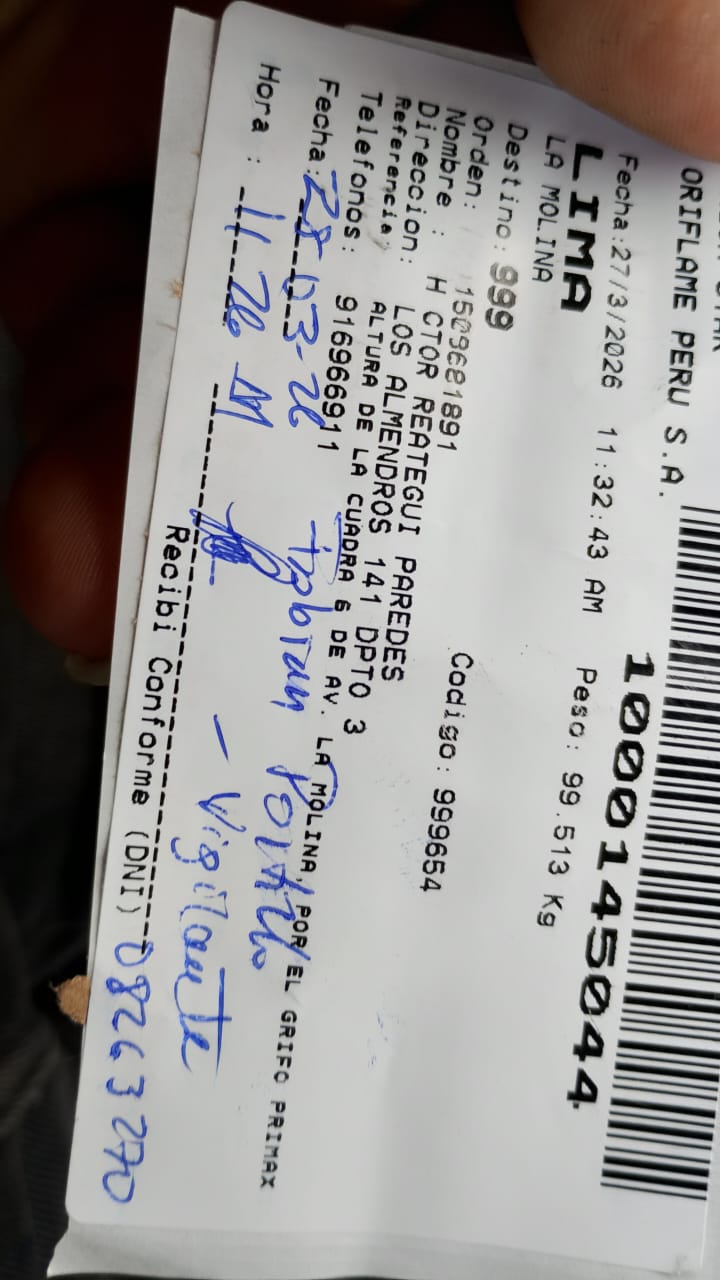 ORIFLAME PERU S.A.
Fecha:27/3/2026 11:32:43 AM Peso: 99.513 Kg
1000145044
LIMA
LA MOLINA
Destino: 999
Orden: 1509681891 Codigo: 999654
Nombre : H CTOR REATEGUI PAREDES
Direccion: LOS ALMENDROS 141 DPTO 3
Referencia: ALTURA DE LA CUADRA 6 DE AV. LA MOLINA, POR EL GRIFO PRIMAX
Telefonos: 916966911
Fecha: 28-03-26
Hora : 11 26 - Vigilante
Recibi Conforme (DNI) 08263270